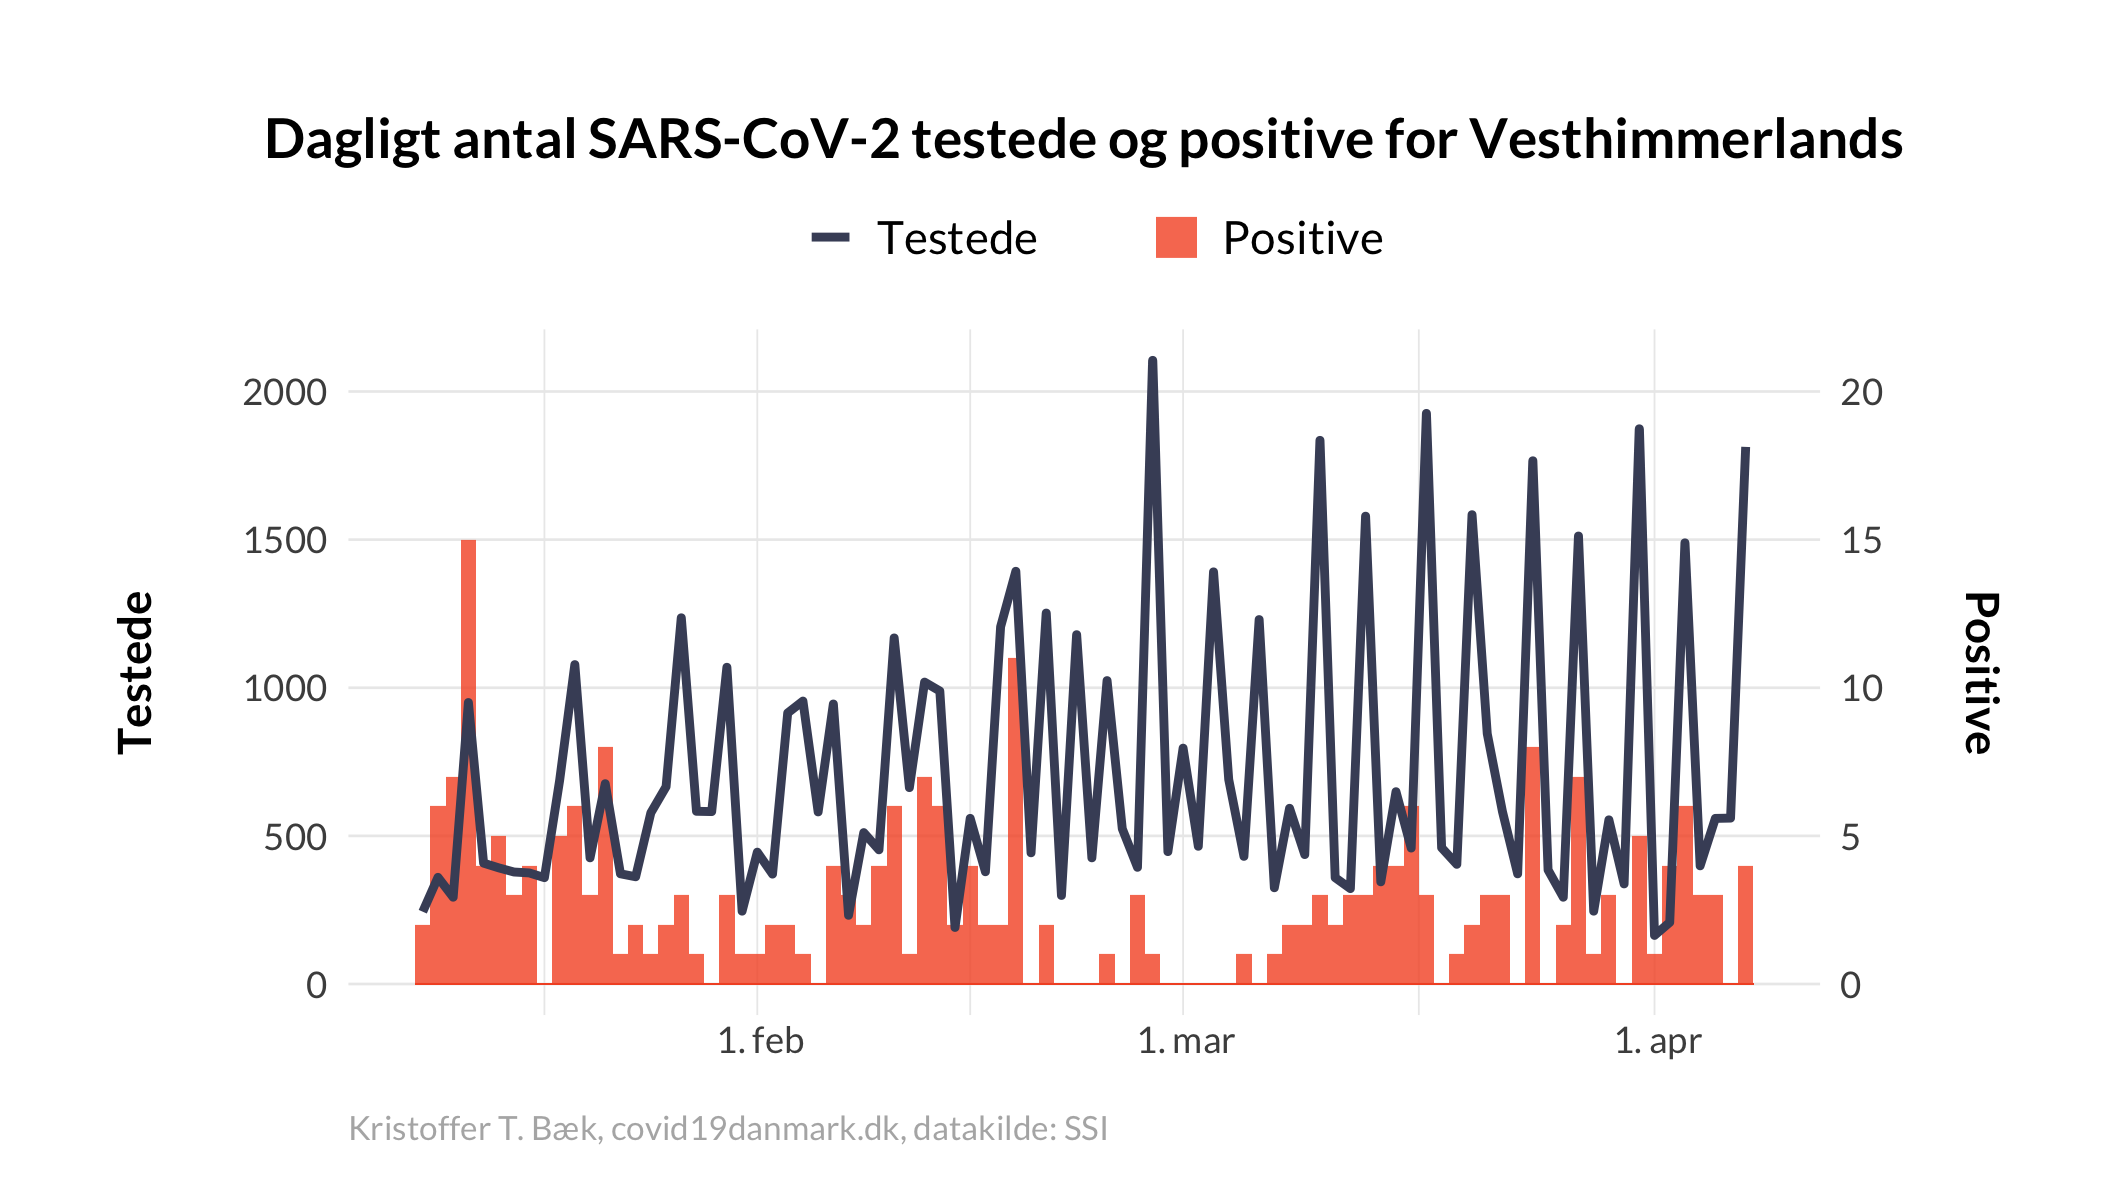 Dagligt antal SARS-CoV-2 testede og positive for Vesthimmerlands
Testede
Positive
2000
1500
1000
500
0
Testede
20
15
10
5
0
Positive
1. feb
1. mar
1. apr
Kristoffer T. Bæk, covid19danmark.dk, datakilde: SSI